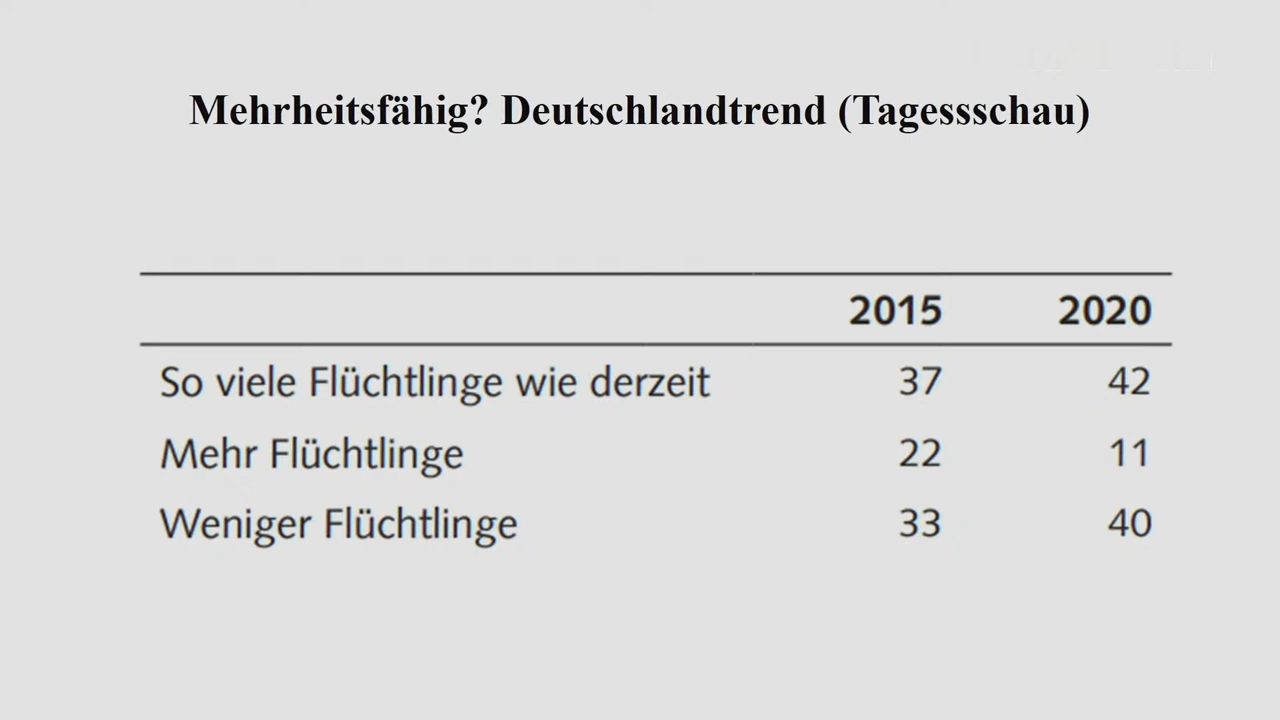 Mehrheitsfähig? Deutschlandtrend (Tagessschau)
2015 2020
So viele Flüchtlinge wie derzeit 37 42
Mehr Flüchtlinge 22 11
Weniger Flüchtlinge 33 40